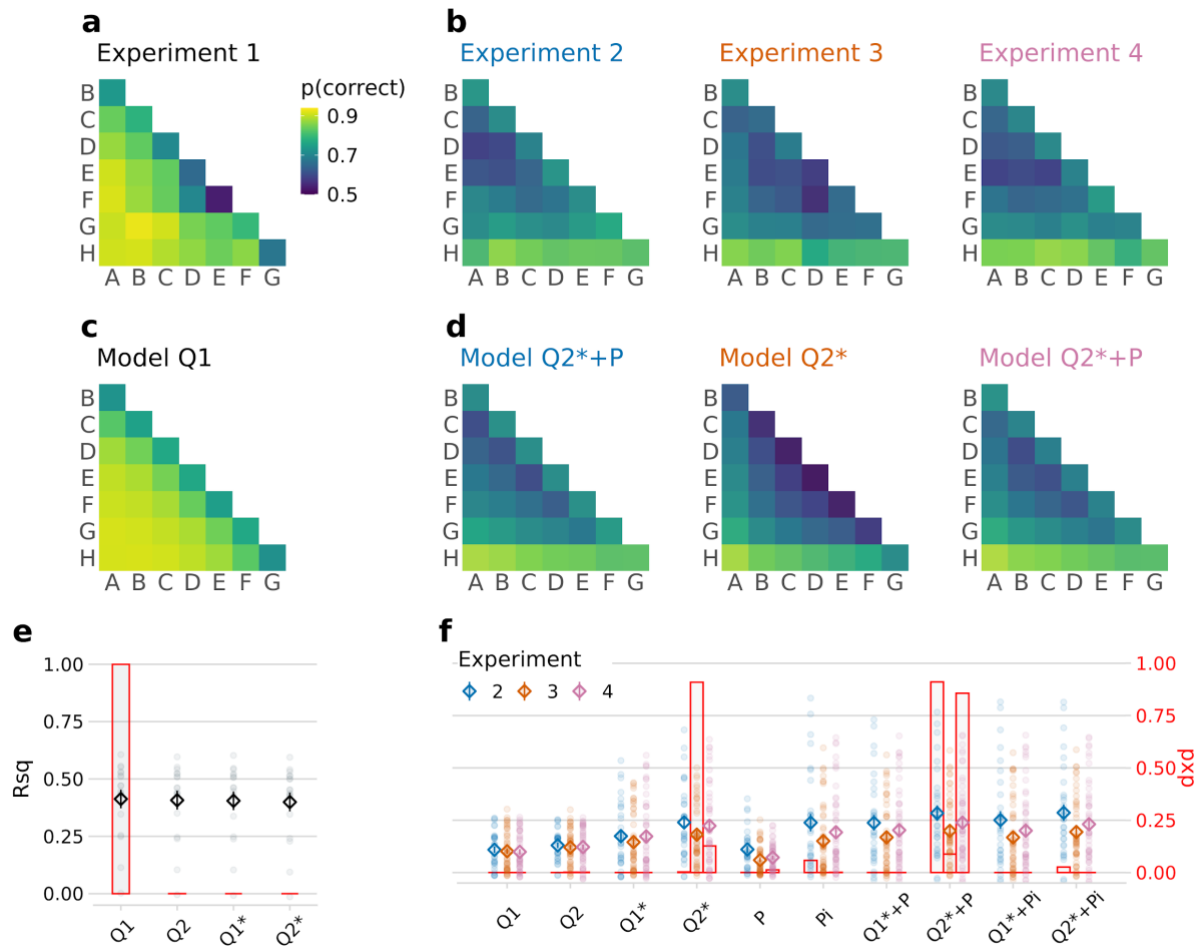 a
Experiment 1
p(correct)
0.9
0.7
0.5
B
C
D
E
F
G
H
A B C D E F G
b
Experiment 2
B
C
D
E
F
G
H
A B C D E F G
Experiment 3
B
C
D
E
F
G
H
A B C D E F G
Experiment 4
B
C
D
E
F
G
H
A B C D E F G
c
Model Q1
B
C
D
E
F
G
H
A B C D E F G
d
Model Q2*+P
B
C
D
E
F
G
H
A B C D E F G
Model Q2*
B
C
D
E
F
G
H
A B C D E F G
Model Q2*+P
B
C
D
E
F
G
H
A B C D E F G
e
Rsq
1.00
0.75
0.50
0.25
0.00
Q1 Q2 Q1* Q2*
f
Experiment
2 3 4
1.00
0.75
0.50
0.25
0.00
pxp
Q1 Q2 Q1* Q2* P Pi Q1*+P Q2*+P Q1*+Pi Q2*+Pi